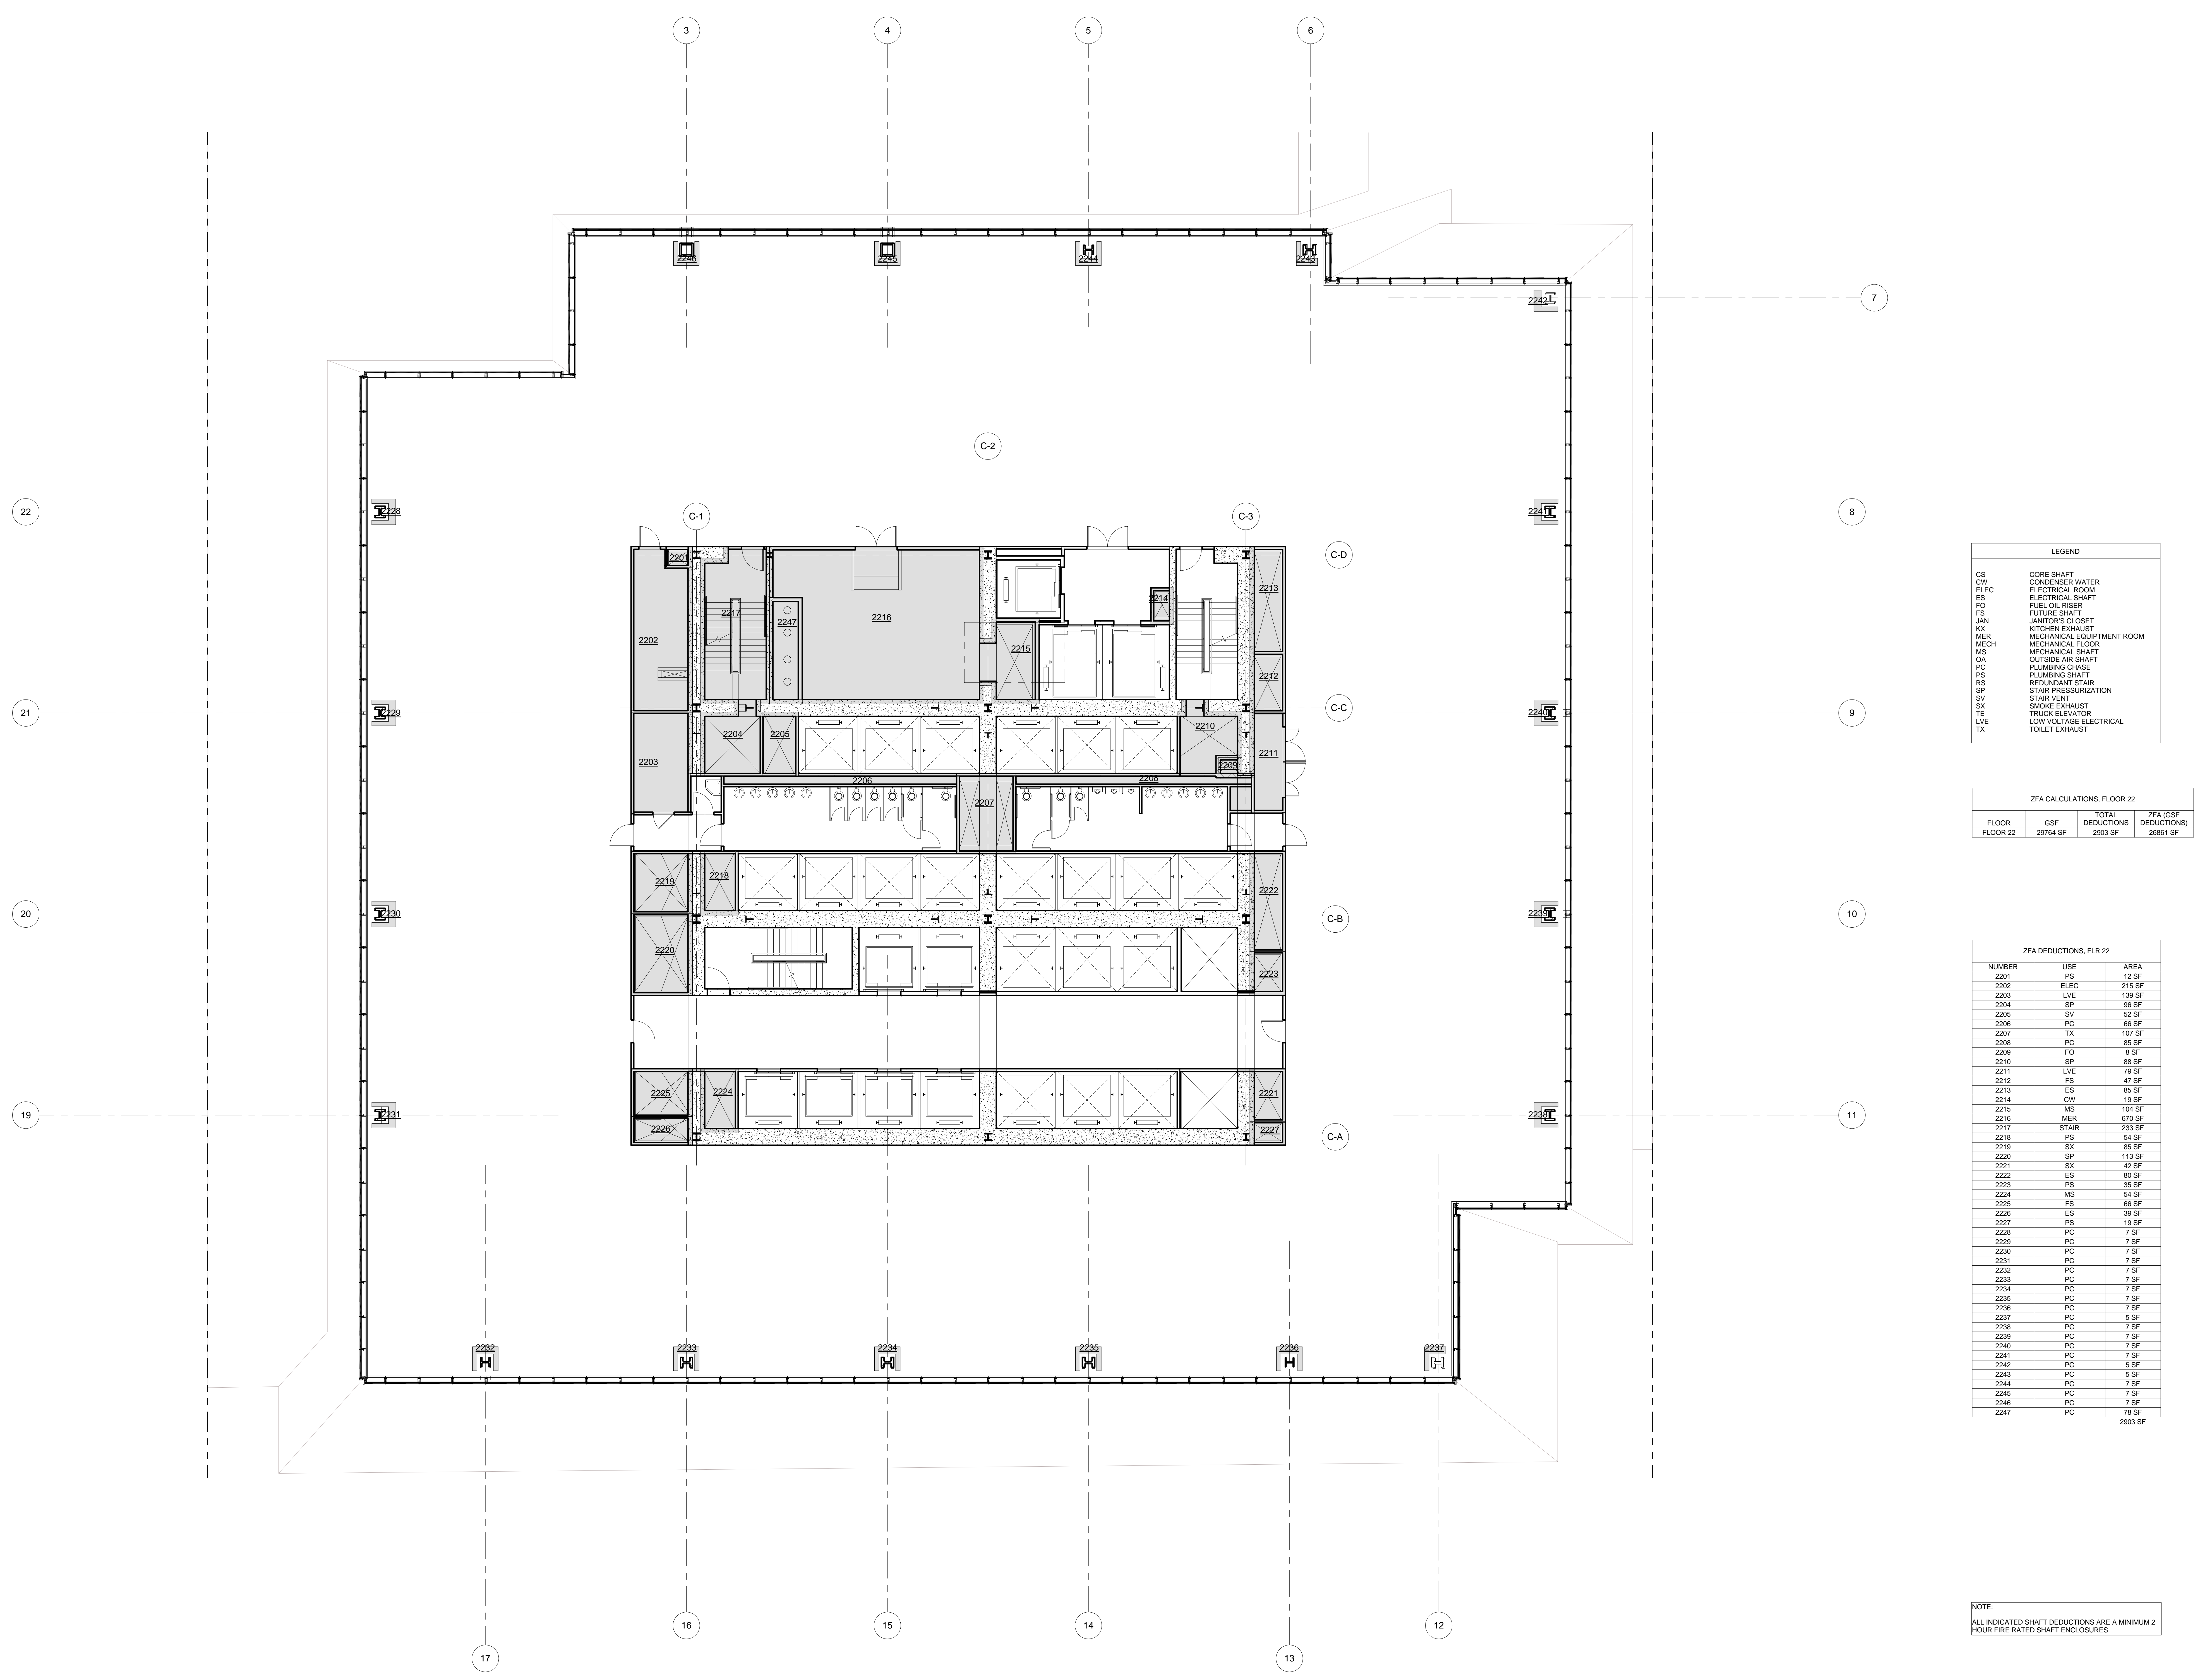 3
4
5
6
7
2246
2245
2244
2243
2242
C-2
22
C-1
C-3
8
2228
2241
C-D
2201
2213
2214
2217
2247
2216
2202
2215
2212
21
2229
C-C
2240
9
2204
2205
2210
2211
2203
2209
2206
2208
2207
2219
2218
2222
20
2230
C-B
2239
10
2220
2223
2225
2224
2221
19
2231
2238
11
2226
2227
C-A
2232
2233
2234
2235
2236
2237
16
15
14
12
17
13
LEGEND
CS CORE SHAFT
CW CONDENSER WATER
ELEC ELECTRICAL ROOM
ES ELECTRICAL SHAFT
FO FUEL OIL RISER
FS FUTURE SHAFT
JAN JANITOR'S CLOSET
KX KITCHEN EXHAUST
MER MECHANICAL EQUIPTMENT ROOM
MECH MECHANICAL FLOOR
MS MECHANICAL SHAFT
OA OUTSIDE AIR SHAFT
PC PLUMBING CHASE
PS PLUMBING SHAFT
RS REDUNDANT STAIR
SP STAIR PRESSURIZATION
SV STAIR VENT
SX SMOKE EXHAUST
TE TRUCK ELEVATOR
LVE LOW VOLTAGE ELECTRICAL
TX TOILET EXHAUST
ZFA CALCULATIONS, FLOOR 22
TOTAL ZFA (GSF
FLOOR GSF DEDUCTIONS DEDUCTIONS)
FLOOR 22 29764 SF 2903 SF 26861 SF
ZFA DEDUCTIONS, FLR 22
NUMBER USE AREA
2201 PS 12 SF
2202 ELEC 215 SF
2203 LVE 139 SF
2204 SP 96 SF
2205 SV 52 SF
2206 PC 66 SF
2207 TX 107 SF
2208 PC 85 SF
2209 FO 8 SF
2210 SP 88 SF
2211 LVE 79 SF
2212 FS 47 SF
2213 ES 85 SF
2214 CW 19 SF
2215 MS 104 SF
2216 MER 670 SF
2217 STAIR 233 SF
2218 PS 54 SF
2219 SX 85 SF
2220 SP 113 SF
2221 SX 42 SF
2222 ES 80 SF
2223 PS 35 SF
2224 MS 54 SF
2225 FS 66 SF
2226 ES 39 SF
2227 PS 19 SF
2228 PC 7 SF
2229 PC 7 SF
2230 PC 7 SF
2231 PC 7 SF
2232 PC 7 SF
2233 PC 7 SF
2234 PC 7 SF
2235 PC 7 SF
2236 PC 7 SF
2237 PC 5 SF
2238 PC 7 SF
2239 PC 7 SF
2240 PC 7 SF
2241 PC 7 SF
2242 PC 5 SF
2243 PC 5 SF
2244 PC 7 SF
2245 PC 7 SF
2246 PC 7 SF
2247 PC 78 SF
2903 SF
NOTE:
ALL INDICATED SHAFT DEDUCTIONS ARE A MINIMUM 2
HOUR FIRE RATED SHAFT ENCLOSURES